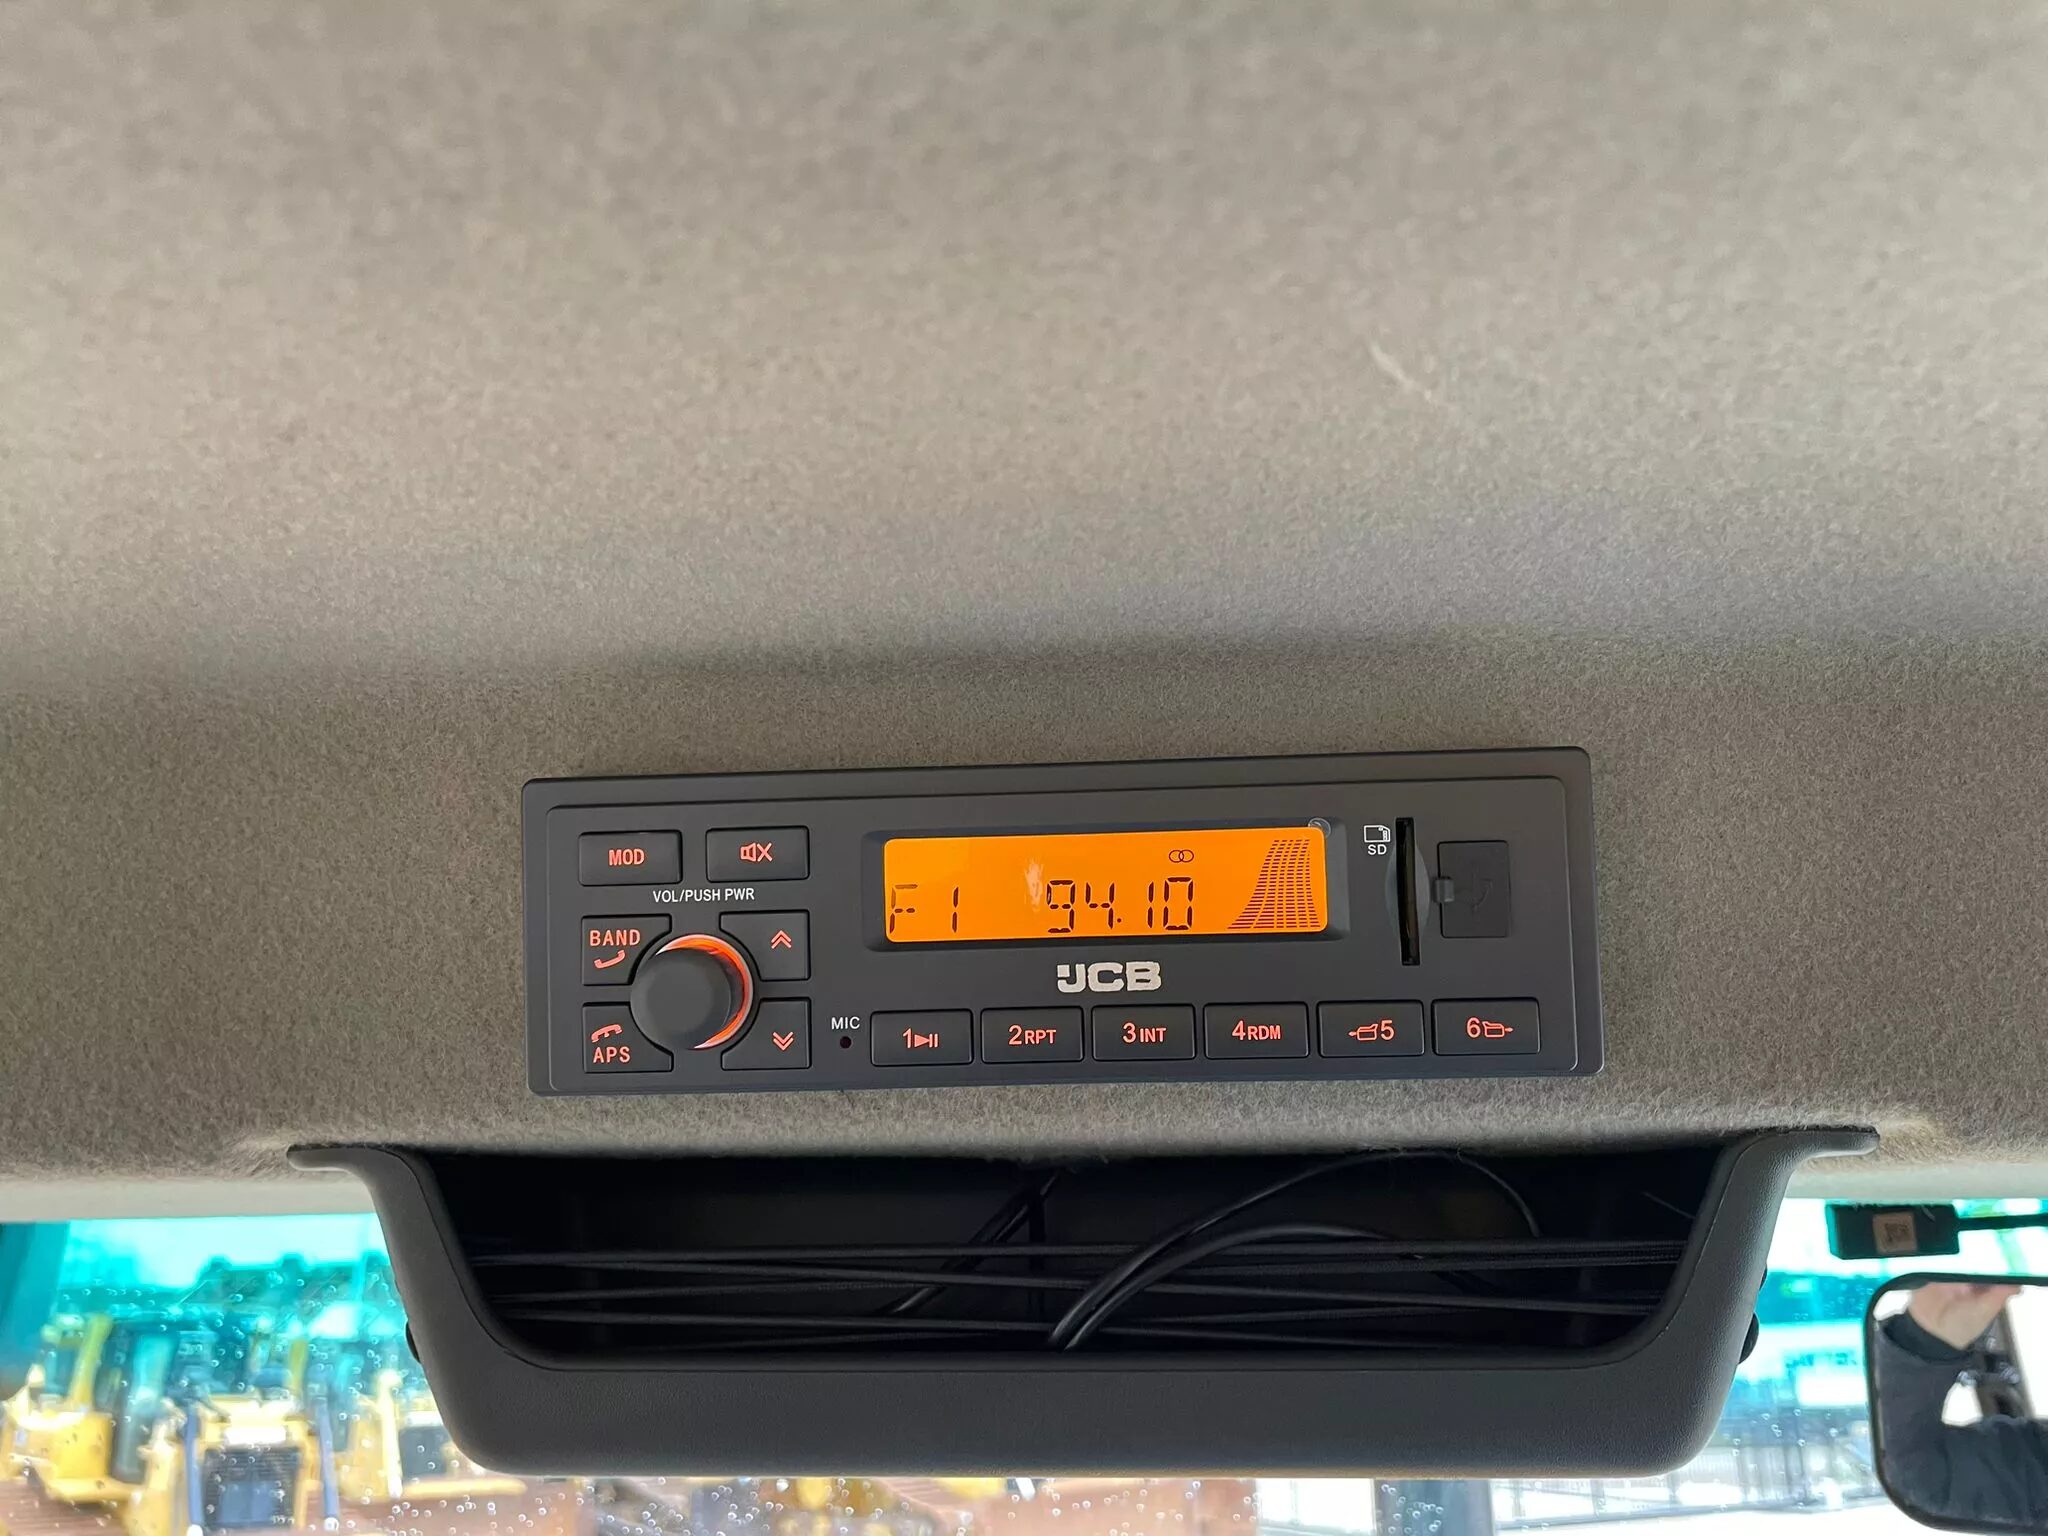 MOD
VOL/PUSH PWR
BAND
APS
MIC
F1 94.10
SD
JCB
1
2RPT
3INT
4RDM
5
6